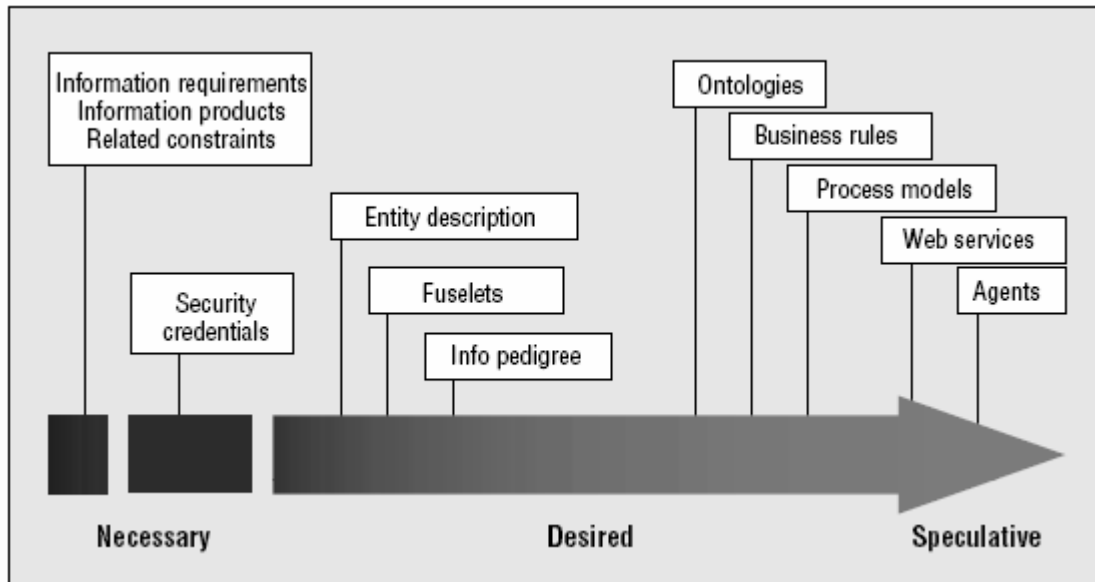 Information requirements
Information products
Related constraints
Security
credentials
Entity description
Fuselets
Info pedigree
Ontologies
Business rules
Process models
Web services
Agents
Necessary
Desired
Speculative